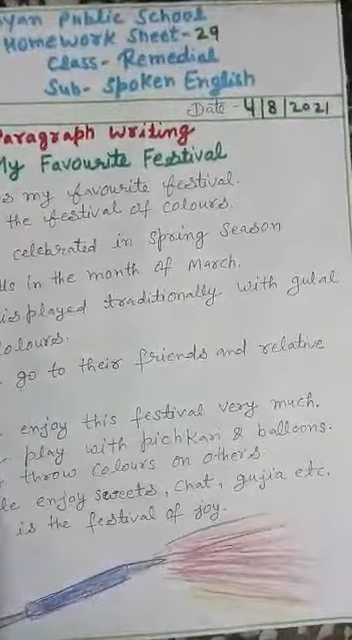 yan Public School
Homework Sheet-29
Class- Remedial
Sub- Spoken English
Date - 4/8/2021
Paragraph Writing
My Favourite Festival
s my favourite festival.
the festival of colours.
celebrated in Spring Season
lls in the month of March.
is played traditionally with gulal
colours.
go to their friends and relative
enjoy this festival very much.
play with pichkari & balloons.
throw colours on others.
le enjoy sweets, chat, gujia etc.
is the festival of joy.